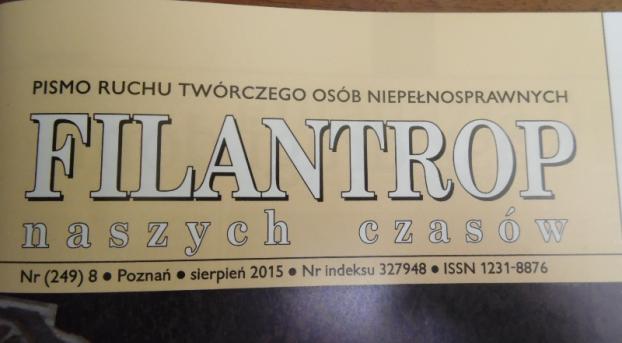 PISMO RUCHU TWÓRCZEGO OSÓB NIEPEŁNOSPRAWNYCH
FILANTROP
naszych czasów
Nr (249) 8 ● Poznań ● sierpień 2015 ● Nr indeksu 327948 ● ISSN 1231-8876